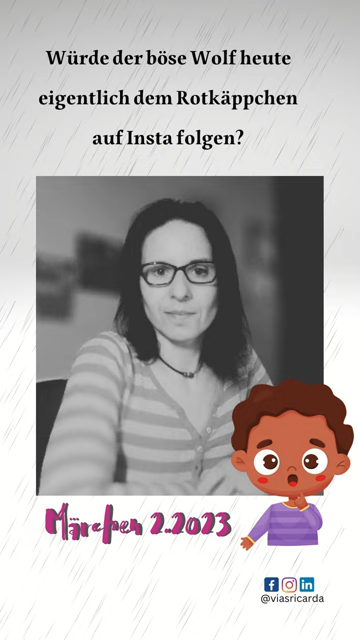 Würde der böse Wolf heute
eigentlich dem Rotkäppchen
auf Insta folgen?
Märchen 2.2023
@viasricarda